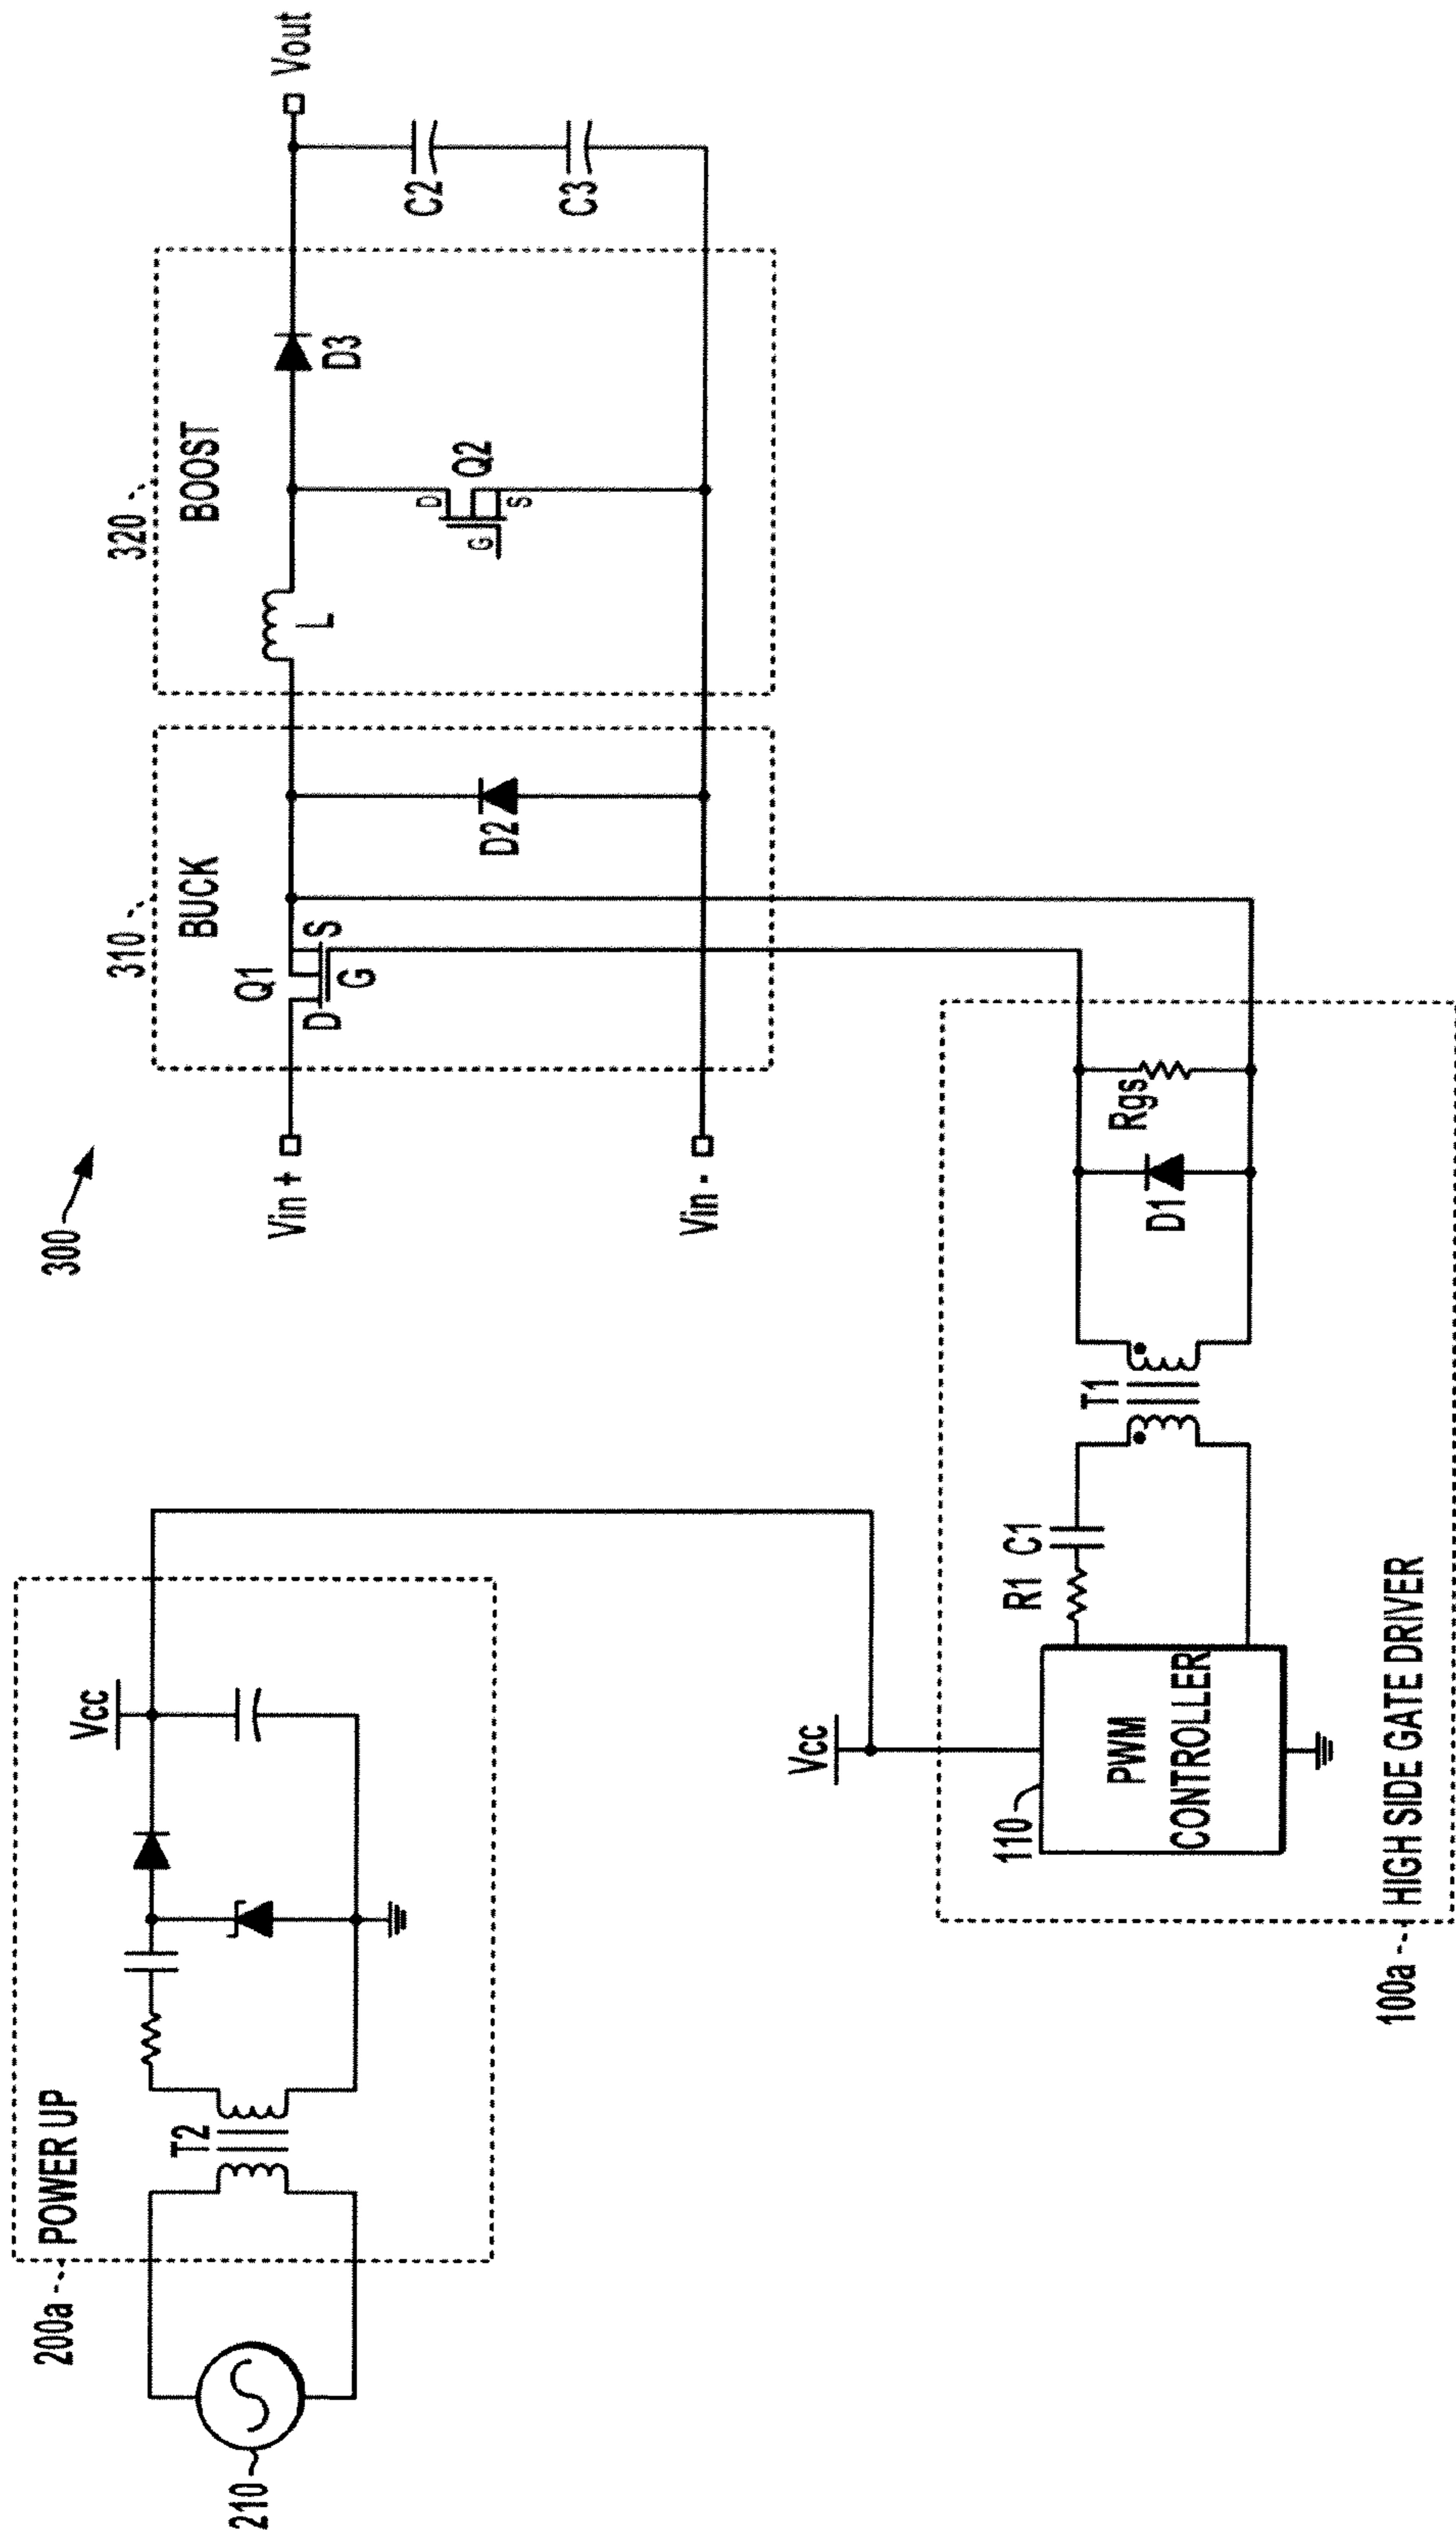 300
310
BUCK
320
BOOST
Vin +
Q1
D
S
G
D2
L
D
G
S
Q2
D3
C2
C3
Vout
Vin -
200a
POWER UP
210
T2
Vcc
Vcc
110
PWM
CONTROLLER
R1 C1
T1
D1
Rgs
100a
HIGH SIDE GATE DRIVER